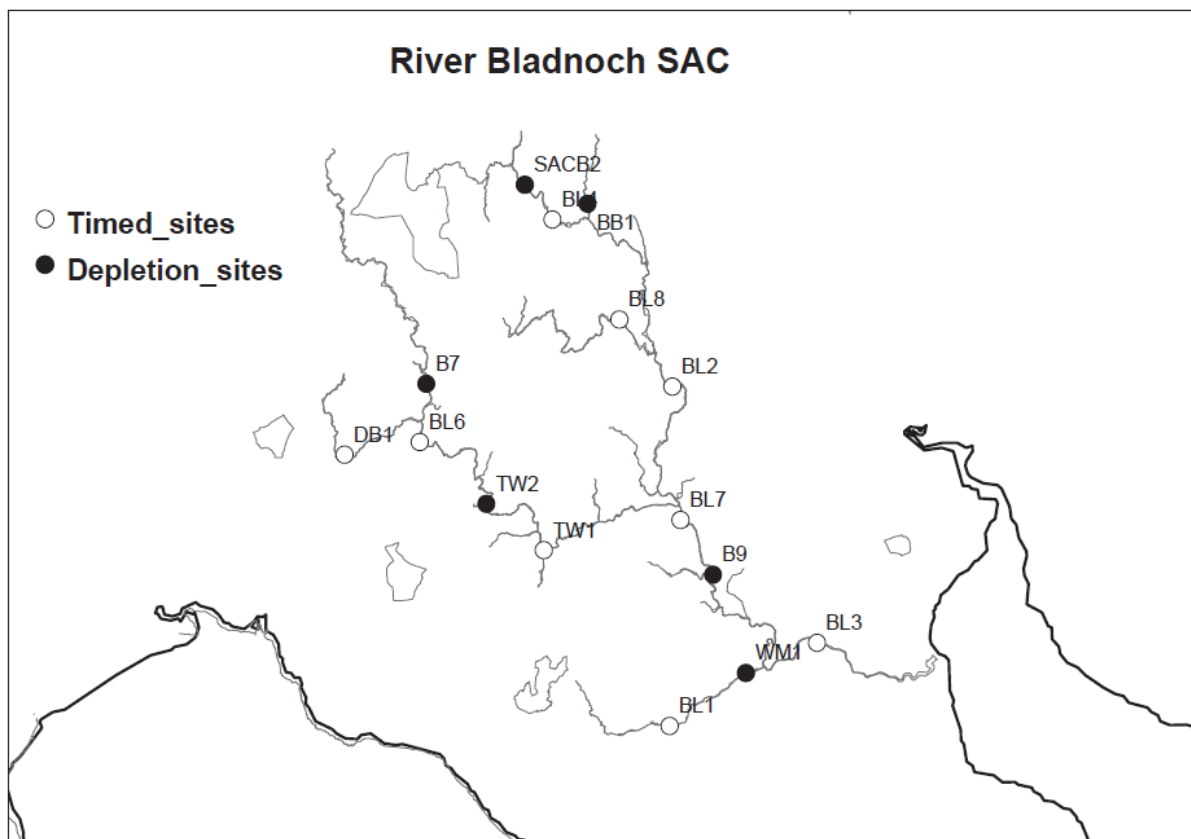 River Bladnoch SAC
Timed_sites
Depletion_sites
SACB2
BB1
BL8
BL2
B7
BL6
DB1
TW2
BL7
TW1
B9
BL3
WM1
BL1